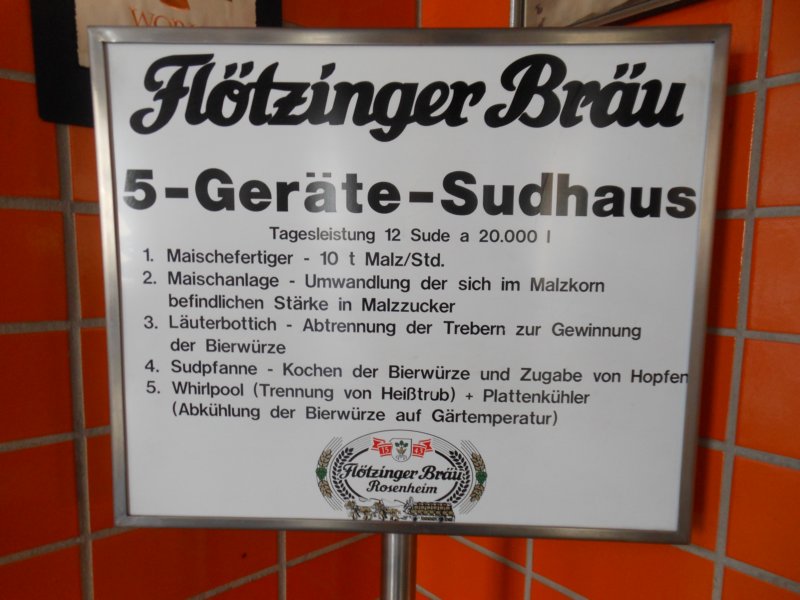 WORL
Flötzinger Bräu
5-Geräte-Sudhaus
Tagesleistung 12 Sude a 20.000 l
1. Maischefertiger - 10 t Malz/Std.
2. Maischanlage - Umwandlung der sich im Malzkorn
befindlichen Stärke in Malzzucker
3. Läuterbottich - Abtrennung der Trebern zur Gewinnung
der Bierwürze
4. Sudpfanne - Kochen der Bierwürze und Zugabe von Hopfen
5. Whirlpool (Trennung von Heißtrub) + Plattenkühler
(Abkühlung der Bierwürze auf Gärtemperatur)
15 43
Flötzinger Bräu
Rosenheim